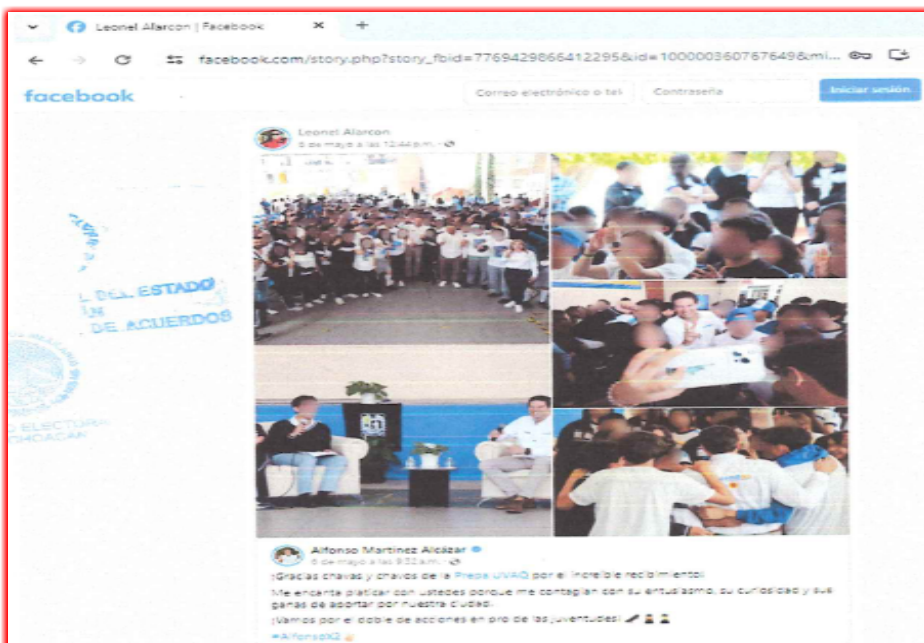 Leonel Alarcon | Facebook
facebook.com/story.php?story_fbid=7769429866412295&id=100000360767649&mi...
facebook
Correo electrónico o tel
Contraseña
Iniciar sesión
Leonel Alarcon
6 de mayo a las 12:44 p.m.
L DEL ESTADO
DE ACUERDOS
Alfonso Martínez Alcázar
6 de mayo a las 9:32 a.m.
¡Gracias chavas y chavos de la Prepa UVAQ por el increíble recibimiento!
Me encanta platicar con ustedes porque me contagian con su entusiasmo, su curiosidad y sus
ganas de aportar por nuestra ciudad.
¡Vamos por el doble de acciones en pro de las juventudes!
#AlfonsoX2